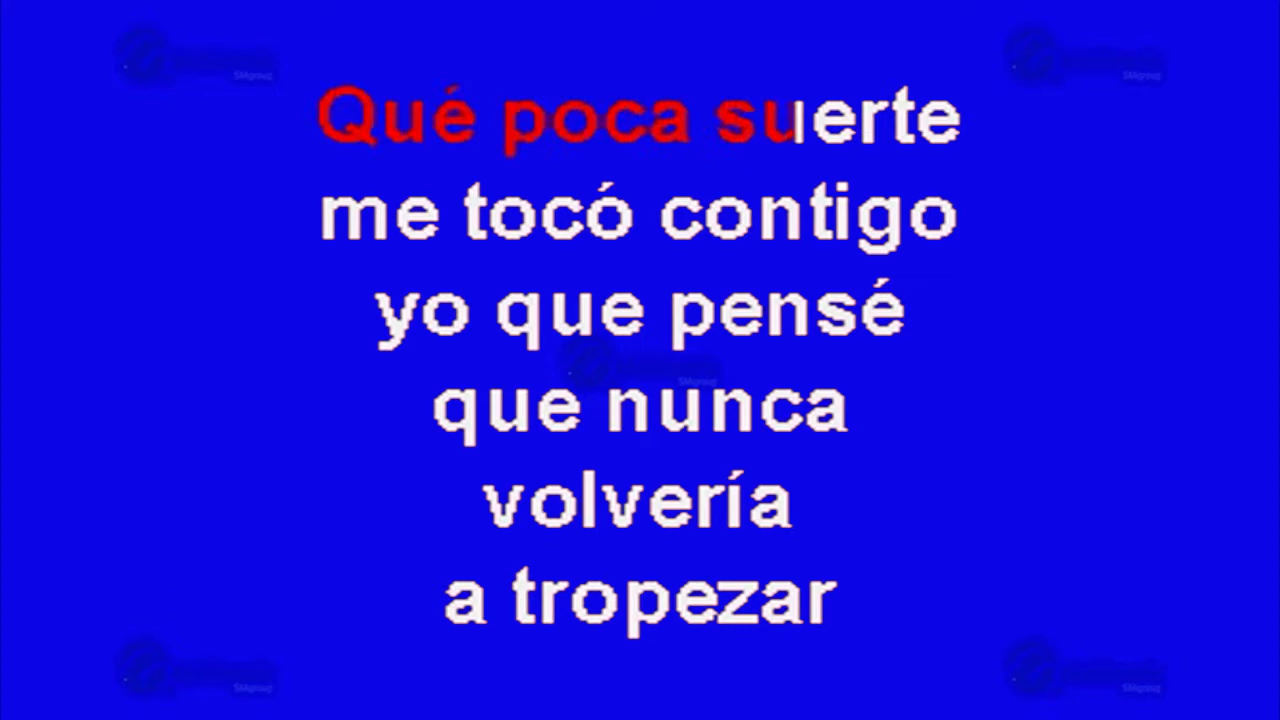 Qué poca suerte
me tocó contigo
yo que pensé
que nunca
volvería
a tropezar